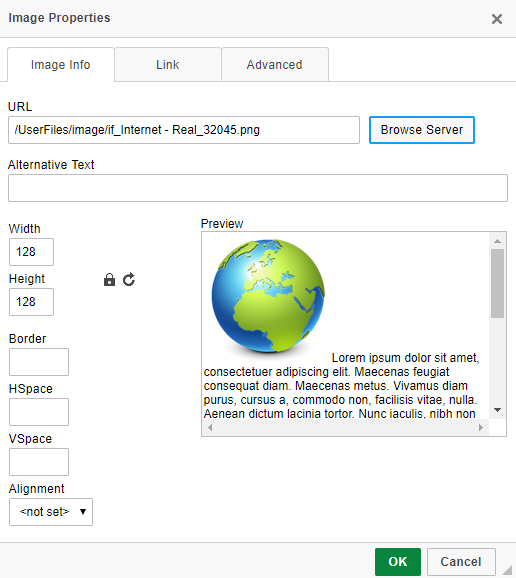 Image Properties
Image Info
Link
Advanced
URL
/UserFiles/image/if_Internet - Real_32045.png
Browse Server
Alternative Text
Width
128
Height
128
Border
HSpace
VSpace
Alignment
<not set>
Preview
Lorem ipsum dolor sit amet,
consectetuer adipiscing elit. Maecenas feugiat
consequat diam. Maecenas metus. Vivamus diam
purus, cursus a, commodo non, facilisis vitae, nulla.
Aenean dictum lacinia tortor. Nunc iaculis, nibh non
OK
Cancel